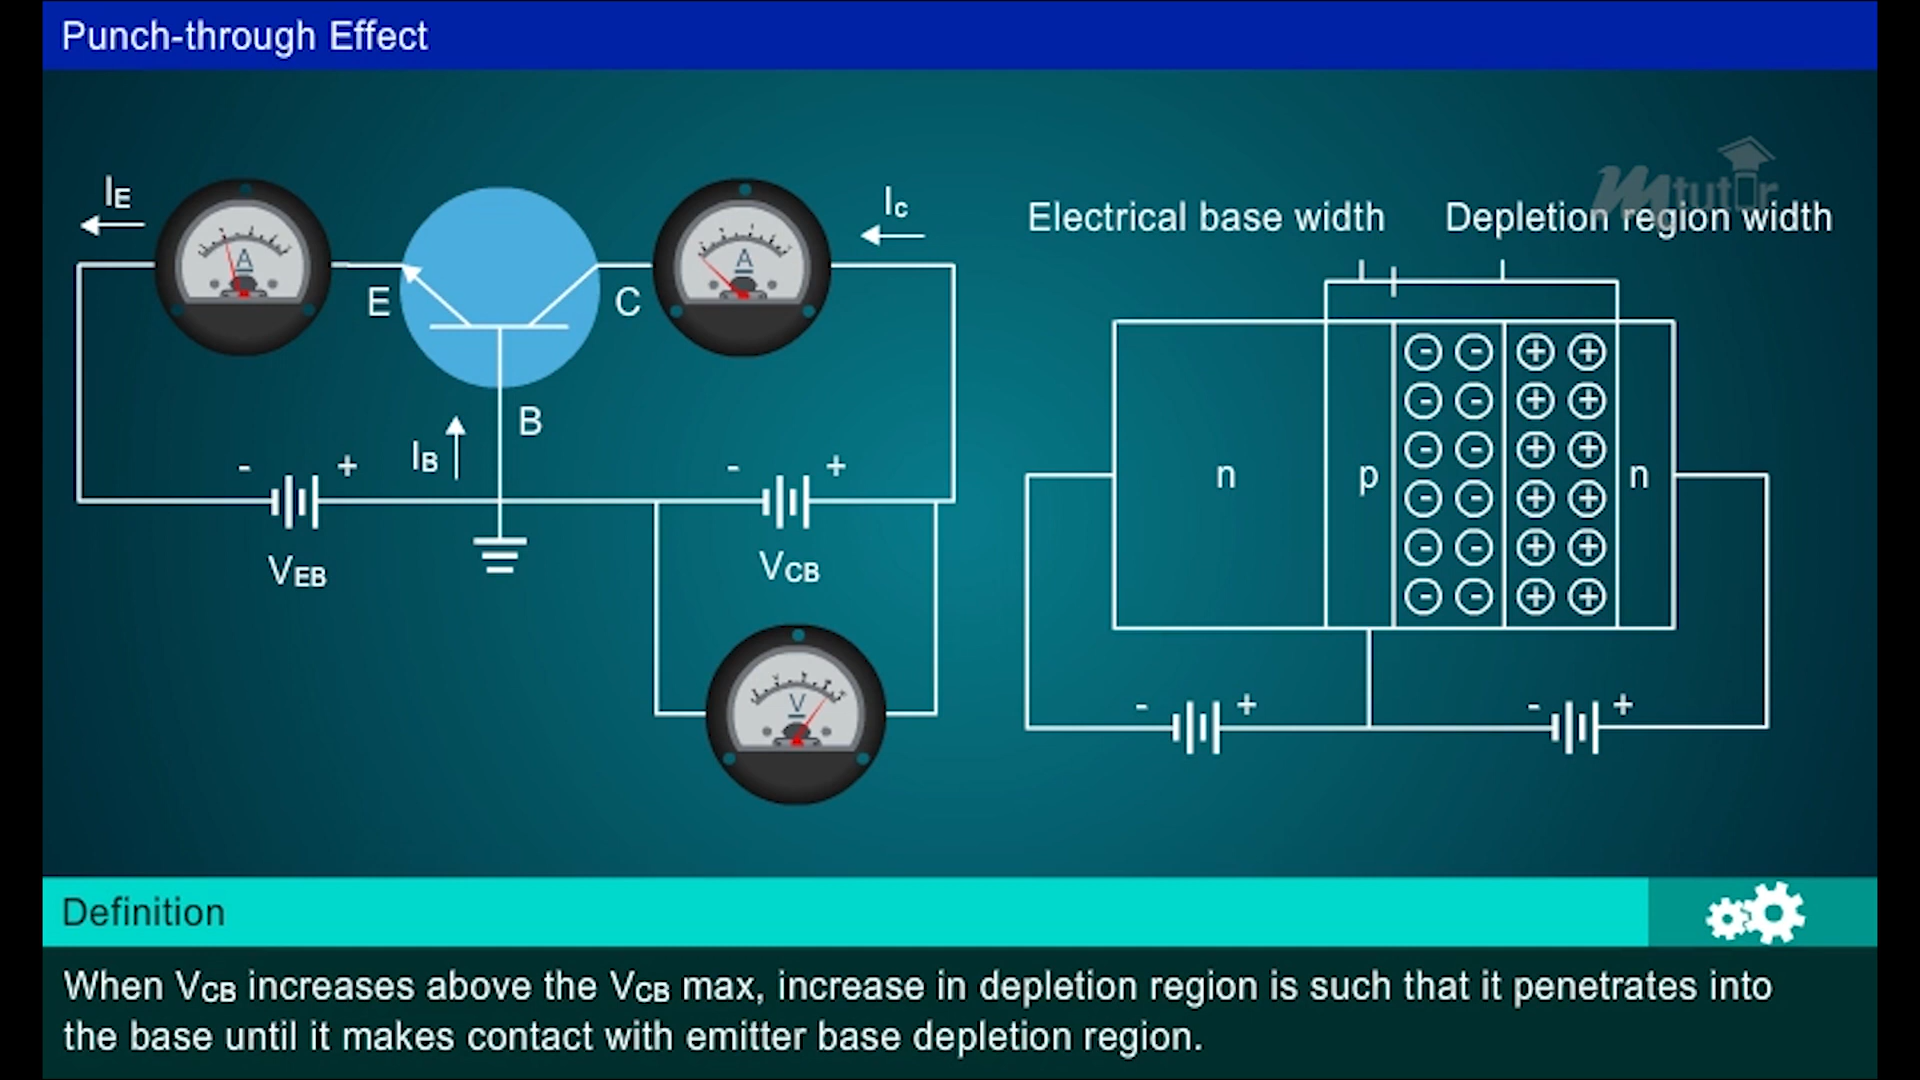 Punch-through Effect
mtutor
IE
IC
Electrical base width
Depletion region width
A
A
E
C
B
IB
- +
- +
VEB
VCB
V
n
p
- - + +
- - + +
- - + +
- - + +
- - + +
- - + +
n
- +
- +
Definition
When VCB increases above the VCB max, increase in depletion region is such that it penetrates into
the base until it makes contact with emitter base depletion region.